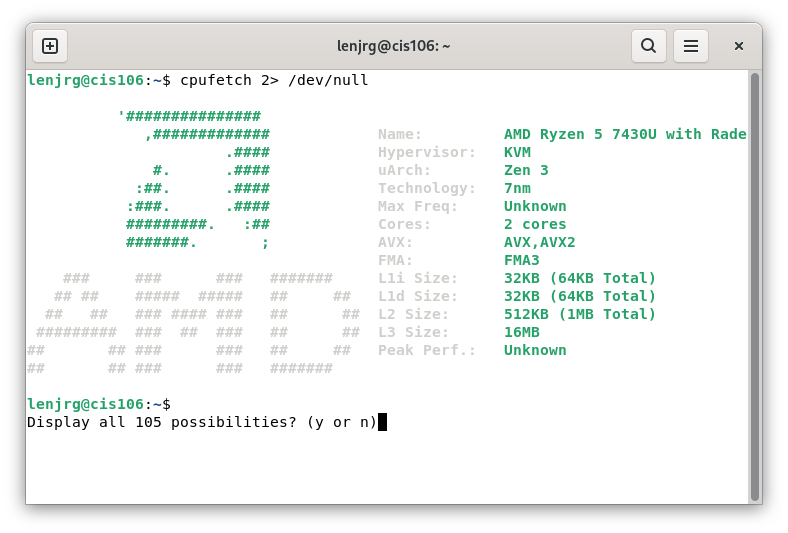 lenjrg@cis106: ~
lenjrg@cis106:~$ cpufetch 2> /dev/null
          '###############
             ,#############            Name:         AMD Ryzen 5 7430U with Rade
                      .####            Hypervisor:   KVM
              #.      .####            uArch:        Zen 3
            :##.      .####            Technology:   7nm
           :###.      .####            Max Freq:     Unknown
           #########.   :##            Cores:        2 cores
           #######.       ;            AVX:          AVX,AVX2
                                       FMA:          FMA3
    ###     ###      ###   #######     L1i Size:     32KB (64KB Total)
   ## ##    #####  #####   ##     ##   L1d Size:     32KB (64KB Total)
  ##   ##   ### #### ###   ##      ##  L2 Size:      512KB (1MB Total)
 #########  ###  ##  ###   ##      ##  L3 Size:      16MB
##       ## ###      ###   ##     ##   Peak Perf.:   Unknown
##       ## ###      ###   #######
lenjrg@cis106:~$
Display all 105 possibilities? (y or n)